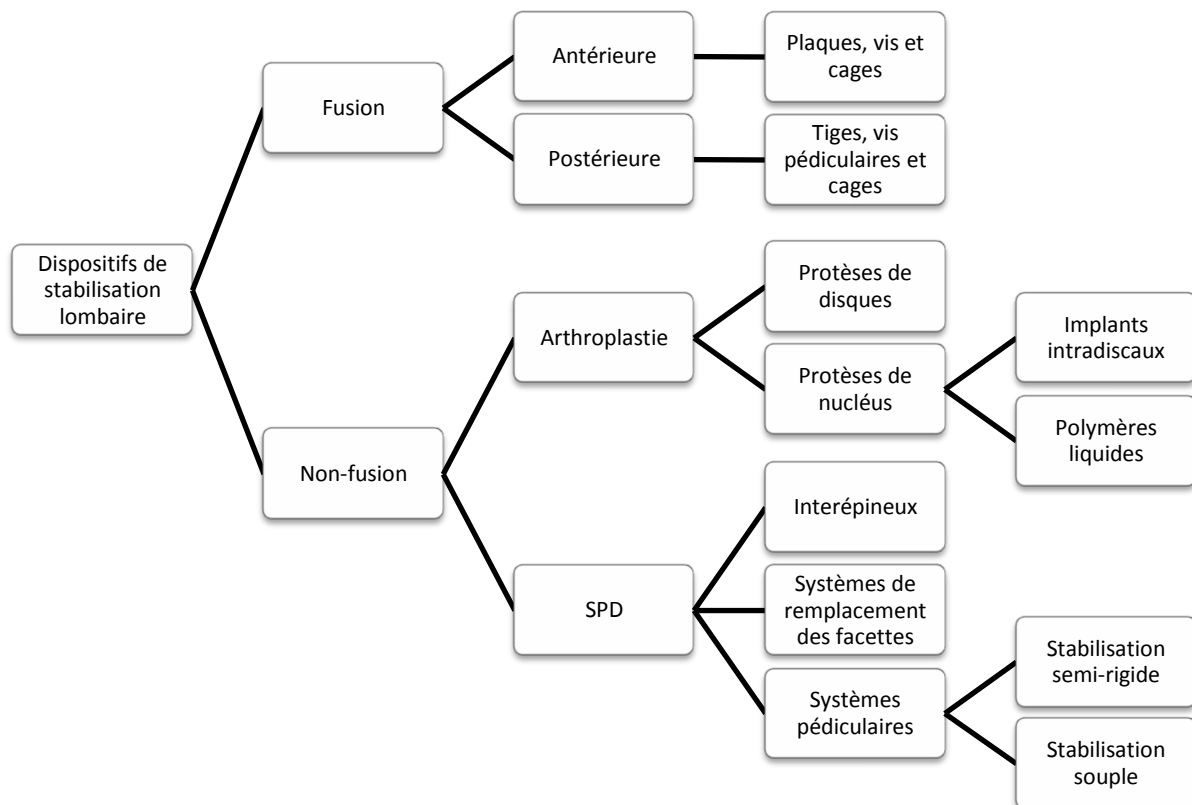 Dispositifs de
stabilisation
lombaire
Fusion
Antérieure
Plaques, vis et
cages
Postérieure
Tiges, vis
pédiculaires et
cages
Non-fusion
Arthroplastie
Protèses de
disques
Protèses de
nucléus
Implants
intradiscaux
Polymères
liquides
SPD
Interépineux
Systèmes de
remplacement
des facettes
Systèmes
pédiculaires
Stabilisation
semi-rigide
Stabilisation
souple